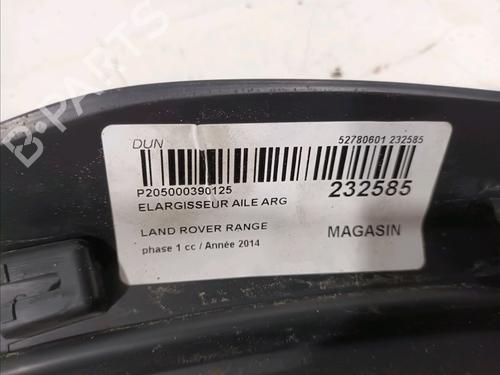 B-PARTS
DUN
52780601 232585
P205000390125
232585
ELARGISSEUR AILE ARG
LAND ROVER RANGE
MAGASIN
phase 1 cc / Année 2014